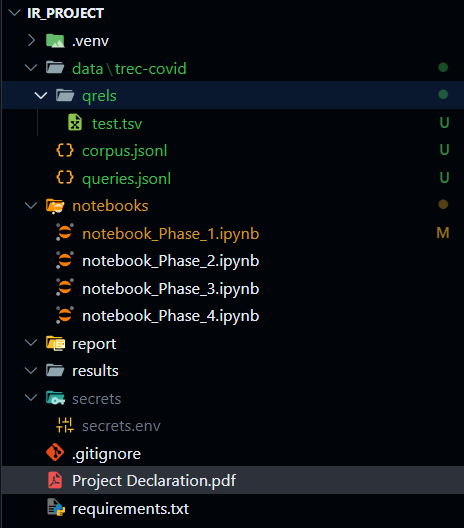 IR_PROJECT
.venv
data\trec-covid
qrels
test.tsv U
corpus.jsonl U
queries.jsonl U
notebooks
notebook_Phase_1.ipynb M
notebook_Phase_2.ipynb
notebook_Phase_3.ipynb
notebook_Phase_4.ipynb
report
results
secrets
secrets.env
.gitignore
Project Declaration.pdf
requirements.txt